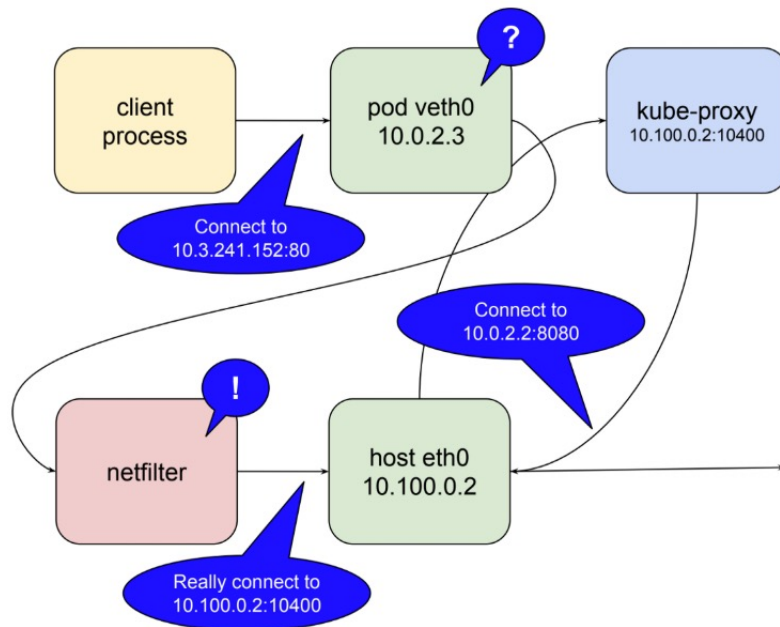 ?
client
process
pod veth0
10.0.2.3
kube-proxy
10.100.0.2:10400
Connect to
10.3.241.152:80
Connect to
10.0.2.2:8080
!
netfilter
host eth0
10.100.0.2
Really connect to
10.100.0.2:10400